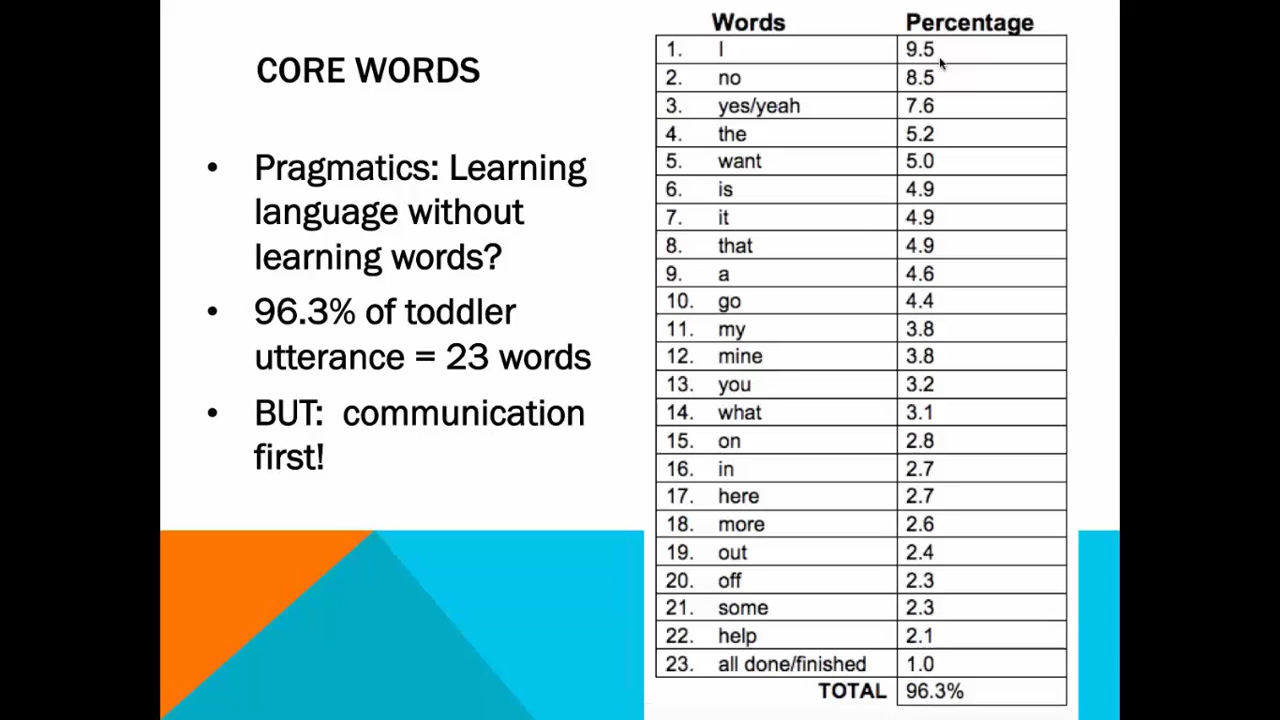 CORE WORDS
• Pragmatics: Learning
language without
learning words?
• 96.3% of toddler
utterance = 23 words
• BUT: communication
first!
Words Percentage
1. I 9.5
2. no 8.5
3. yes/yeah 7.6
4. the 5.2
5. want 5.0
6. is 4.9
7. it 4.9
8. that 4.9
9. a 4.6
10. go 4.4
11. my 3.8
12. mine 3.8
13. you 3.2
14. what 3.1
15. on 2.8
16. in 2.7
17. here 2.7
18. more 2.6
19. out 2.4
20. off 2.3
21. some 2.3
22. help 2.1
23. all done/finished 1.0
TOTAL 96.3%